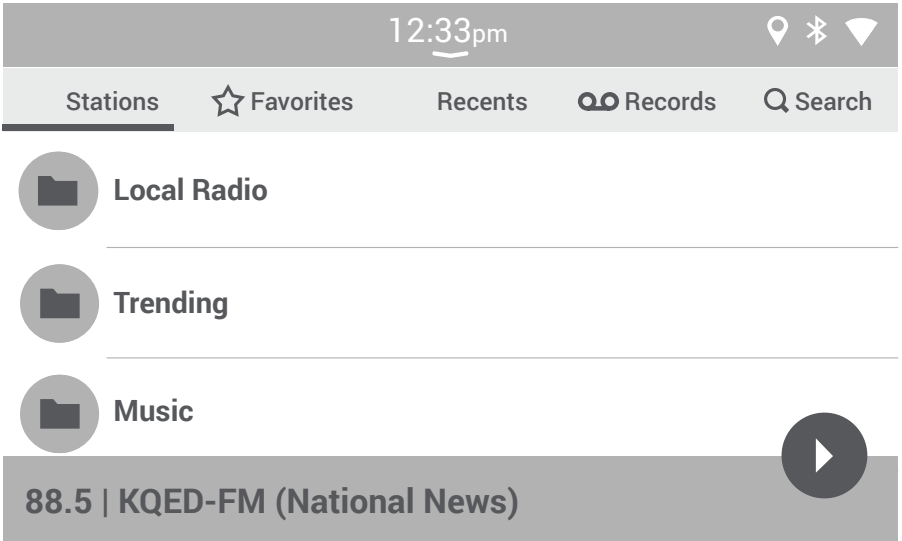 12:33pm
Stations Favorites Recents Records Search
Local Radio
Trending
Music
88.5 | KQED-FM (National News)